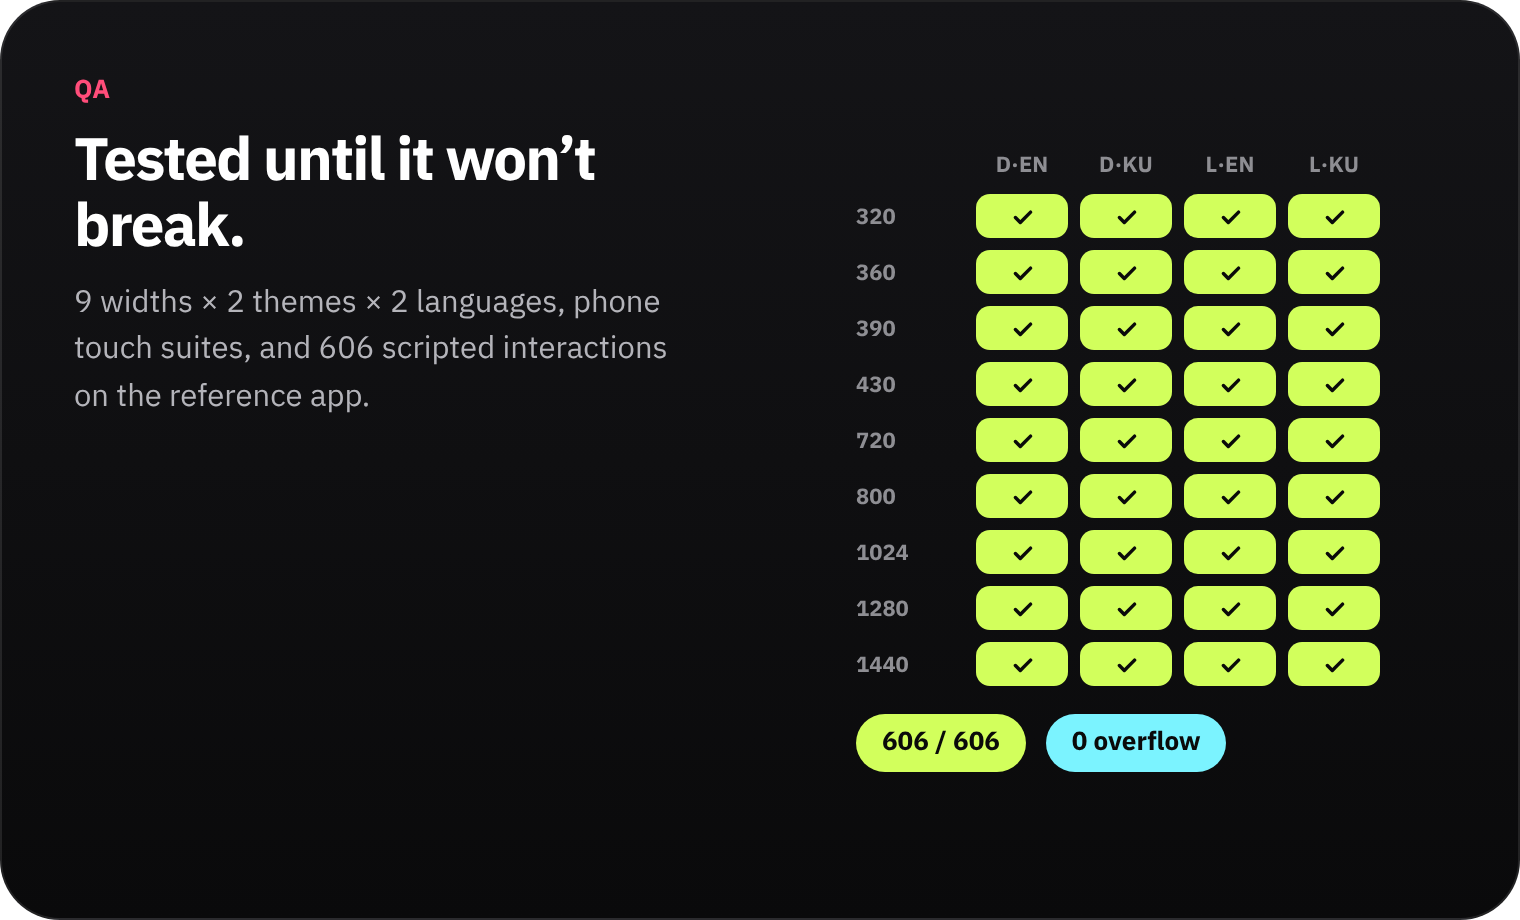 QA
Tested until it won’t
break.
9 widths × 2 themes × 2 languages, phone
touch suites, and 606 scripted interactions
on the reference app.
D·EN D·KU L·EN L·KU
320 ✓ ✓ ✓ ✓
360 ✓ ✓ ✓ ✓
390 ✓ ✓ ✓ ✓
430 ✓ ✓ ✓ ✓
720 ✓ ✓ ✓ ✓
800 ✓ ✓ ✓ ✓
1024 ✓ ✓ ✓ ✓
1280 ✓ ✓ ✓ ✓
1440 ✓ ✓ ✓ ✓
606 / 606 0 overflow